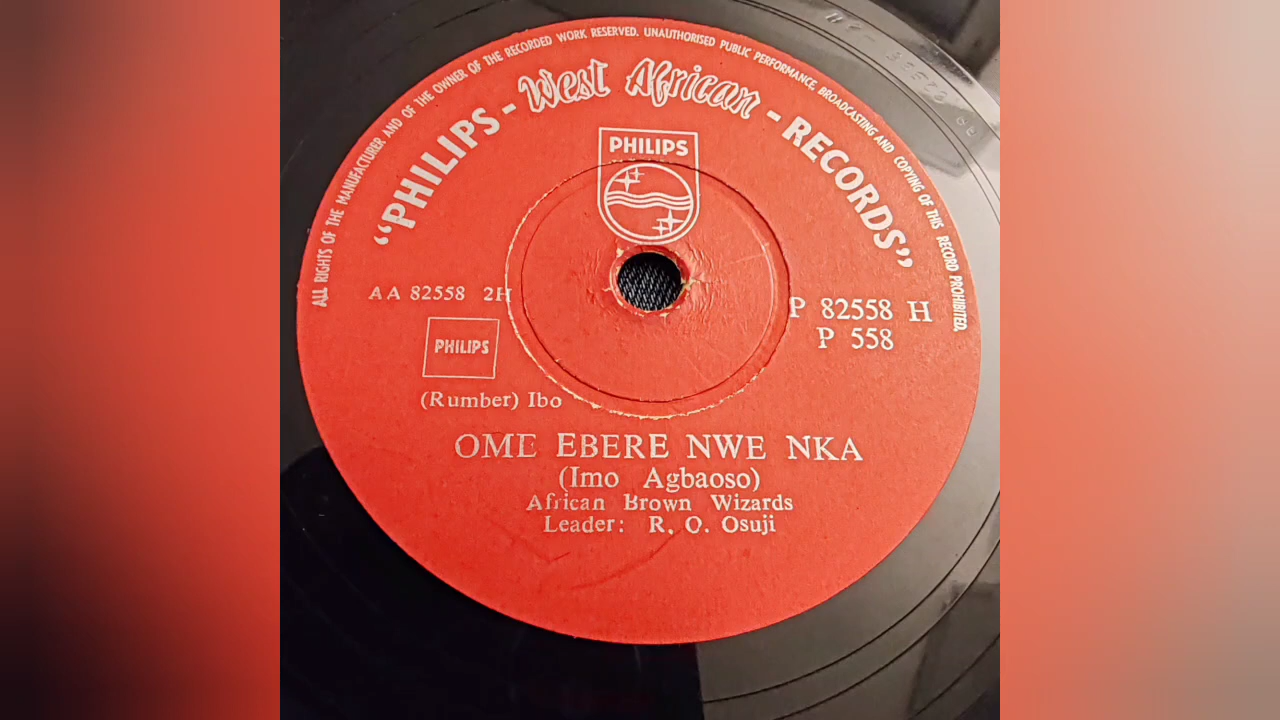 ALL RIGHTS OF THE MANUFACTURER AND OF THE OWNER OF THE RECORDED WORK RESERVED. UNAUTHORISED PUBLIC PERFORMANCE, BROADCASTING AND COPYING OF THIS RECORD PROHIBITED.
"PHILIPS - West African - RECORDS"
PHILIPS
AA 82558 2H
P 82558 H
P 558
PHILIPS
(Rumber) Ibo
OME EBERE NWE NKA
(Imo Agbaoso)
African Brown Wizards
Leader: R. O. Osuji